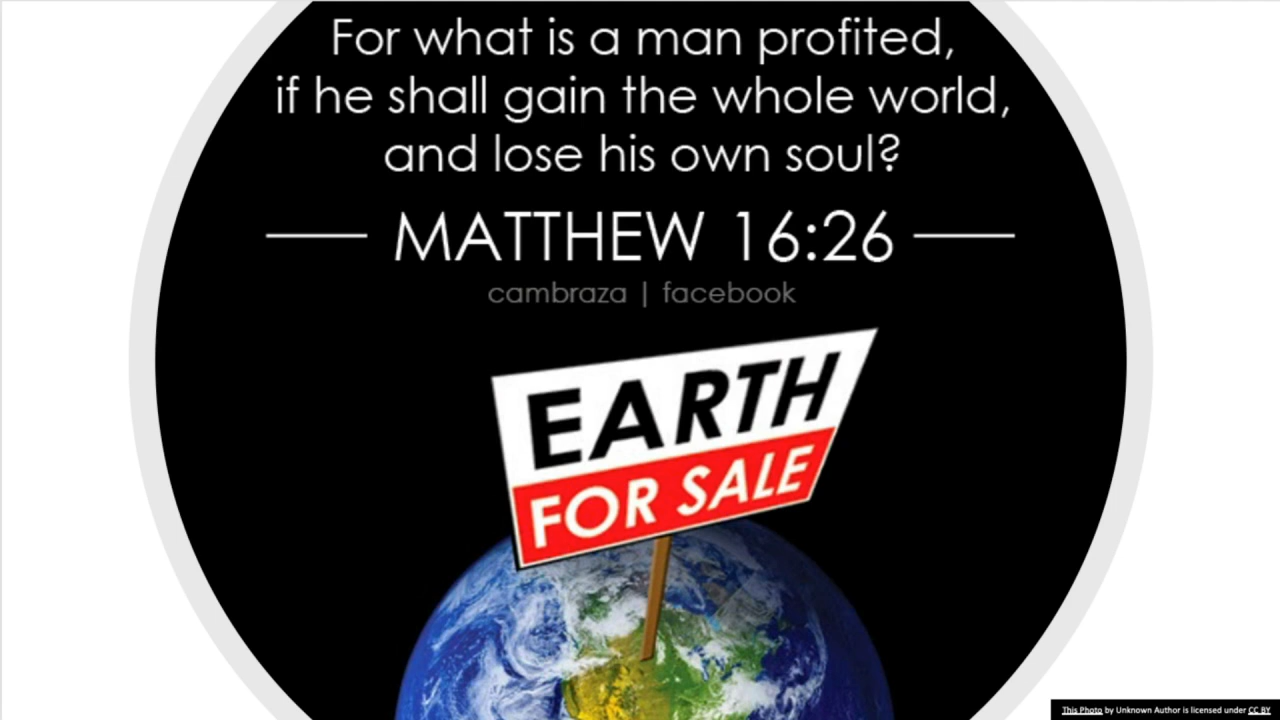 For what is a man profited,
if he shall gain the whole world,
and lose his own soul?
MATTHEW 16:26
cambraza | facebook
EARTH
FOR SALE
This Photo by Unknown Author is licensed under CC BY